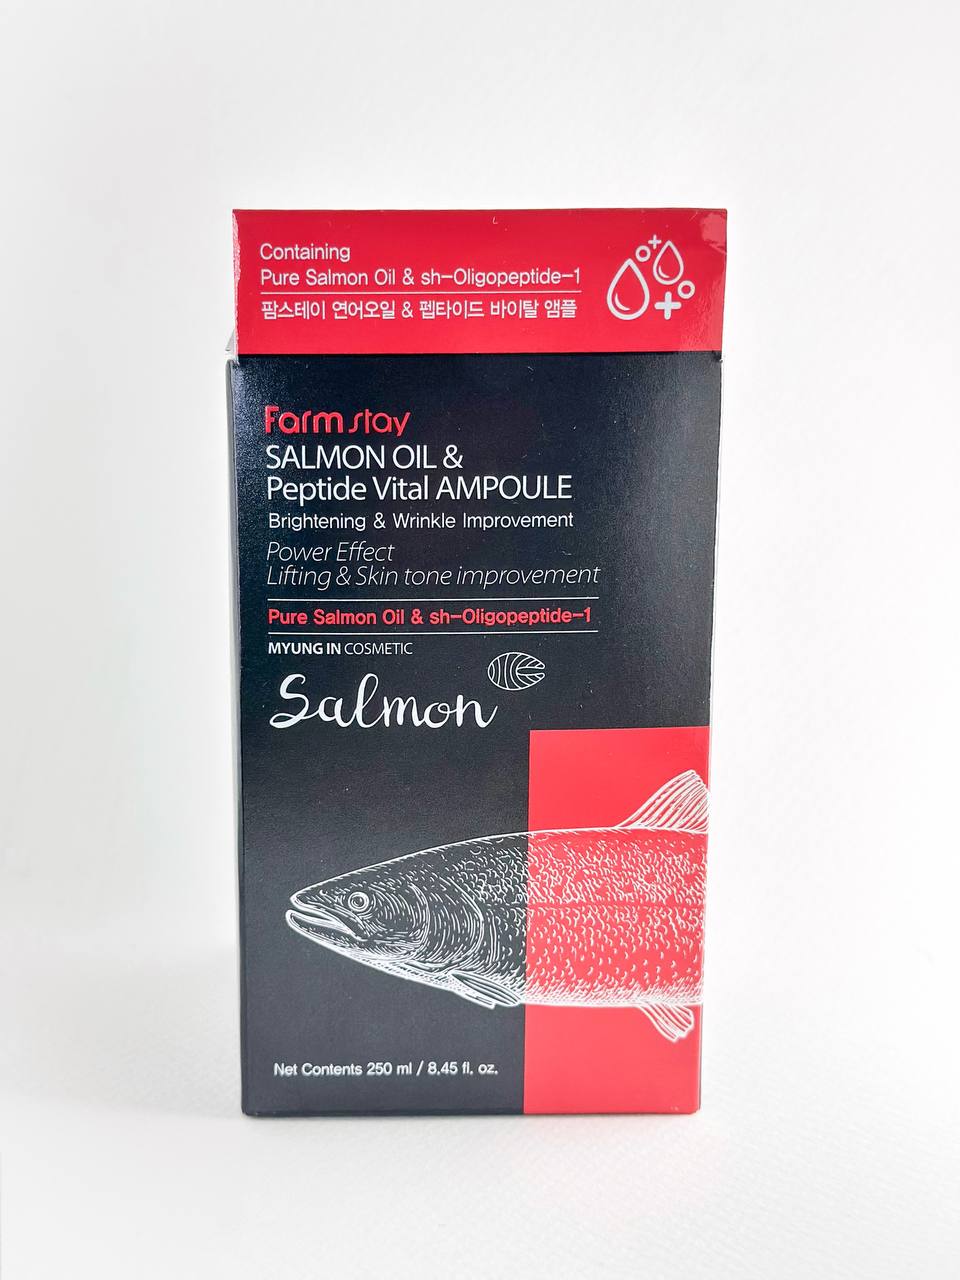 Containing
Pure Salmon Oil & sh-Oligopeptide-1
팜스테이 연어오일 & 펩타이드 바이탈 앰플
Farmstay
SALMON OIL &
Peptide Vital AMPOULE
Brightening & Wrinkle Improvement
Power Effect
Lifting & Skin tone improvement
Pure Salmon Oil & sh-Oligopeptide-1
MYUNG IN COSMETIC
Salmon
Net Contents 250 ml / 8.45 fl. oz.